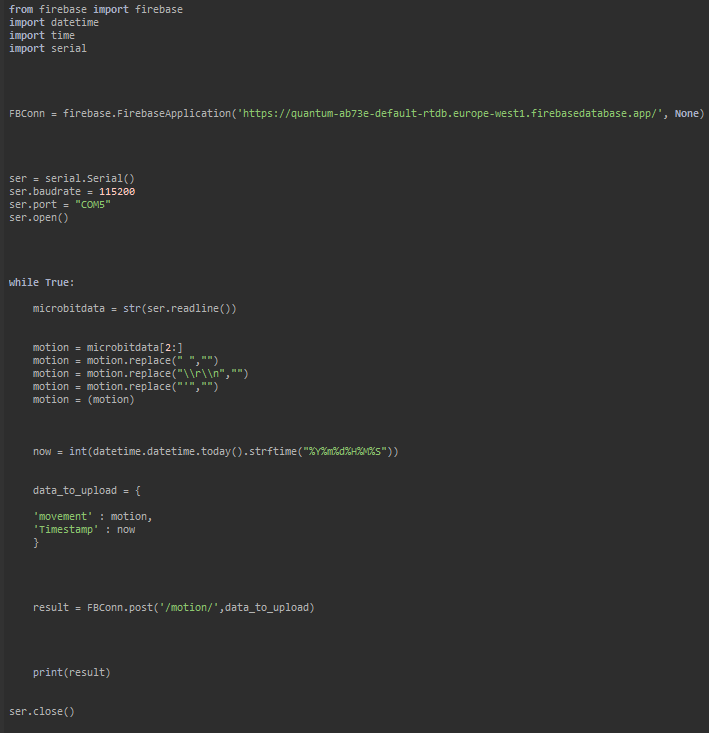 from firebase import firebase
import datetime
import time
import serial
FBConn = firebase.FirebaseApplication('https://quantum-ab73e-default-rtdb.europe-west1.firebasedatabase.app/', None)
ser = serial.Serial()
ser.baudrate = 115200
ser.port = "COM5"
ser.open()
while True:
    microbitdata = str(ser.readline())
    motion = microbitdata[2:]
    motion = motion.replace(" ","")
    motion = motion.replace("\\r\\n","")
    motion = motion.replace("'","")
    motion = (motion)
    now = int(datetime.datetime.today().strftime("%Y%m%d%H%M%S"))
    data_to_upload = {
    'movement' : motion,
    'Timestamp' : now
    }
    result = FBConn.post('/motion/',data_to_upload)
    print(result)
ser.close()